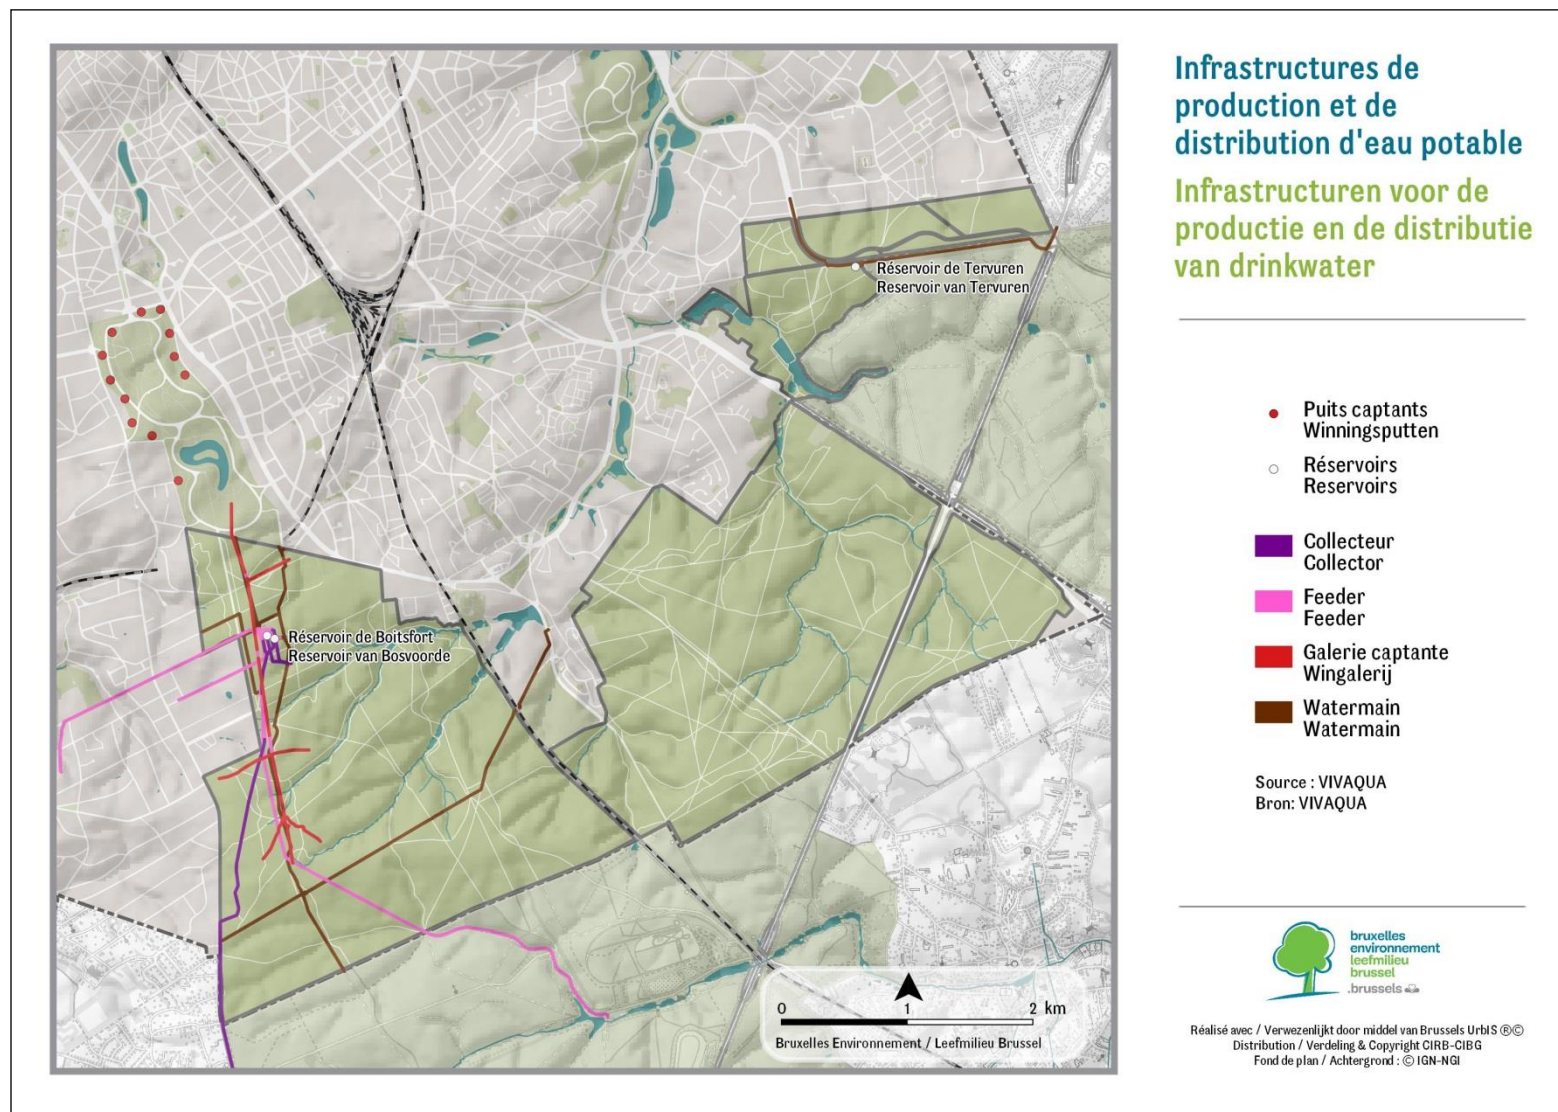 Infrastructures de
production et de
distribution d'eau potable
Infrastructuren voor de
productie en de distributie
van drinkwater
Réservoir de Tervuren
Reservoir van Tervuren
Réservoir de Boitsfort
Reservoir van Bosvoorde
Puits captants
Winningsputten
Réservoirs
Reservoirs
Collecteur
Collector
Feeder
Feeder
Galerie captante
Wingalerij
Watermain
Watermain
Source : VIVAQUA
Bron: VIVAQUA
0 1 2 km
Bruxelles Environnement / Leefmilieu Brussel
bruxelles
environnement
leefmilieu
brussel
.brussels
Réalisé avec / Verwezenlijkt door middel van Brussels UrbIS ®©
Distribution / Verdeling & Copyright CIRB-CIBG
Fond de plan / Achtergrond : © IGN-NGI